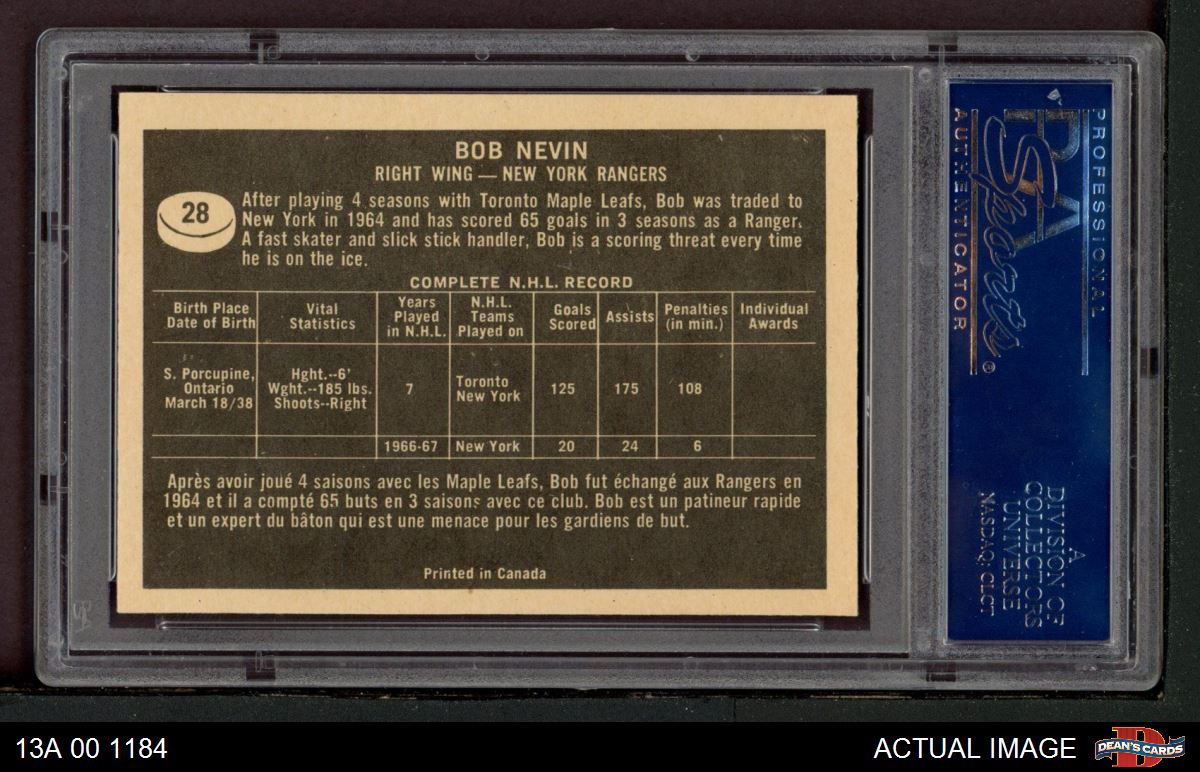 BOB NEVIN
RIGHT WING — NEW YORK RANGERS
28
After playing 4 seasons with Toronto Maple Leafs, Bob was traded to
New York in 1964 and has scored 65 goals in 3 seasons as a Ranger.
A fast skater and slick stick handler, Bob is a scoring threat every time
he is on the ice.
COMPLETE N.H.L. RECORD
Birth Place
Date of Birth
Vital
Statistics
Years
Played
in N.H.L.
N.H.L.
Teams
Played on
Goals
Scored
Assists
Penalties
(in min.)
Individual
Awards
S. Porcupine,
Ontario
March 18/38
Hght.--6'
Wght.--185 lbs.
Shoots--Right
7
Toronto
New York
125
175
108
1966-67
New York
20
24
6
Après avoir joué 4 saisons avec les Maple Leafs, Bob fut échangé aux Rangers en
1964 et il a compté 65 buts en 3 saisons avec ce club. Bob est un patineur rapide
et un expert du bâton qui est une menace pour les gardiens de but.
Printed in Canada
PROFESSIONAL
PSA
Sports®
AUTHENTICATOR
A
DIVISION OF
COLLECTORS
UNIVERSE
NASDAQ: CLCT
13A 00 1184
ACTUAL IMAGE
D
DEAN'S CARDS